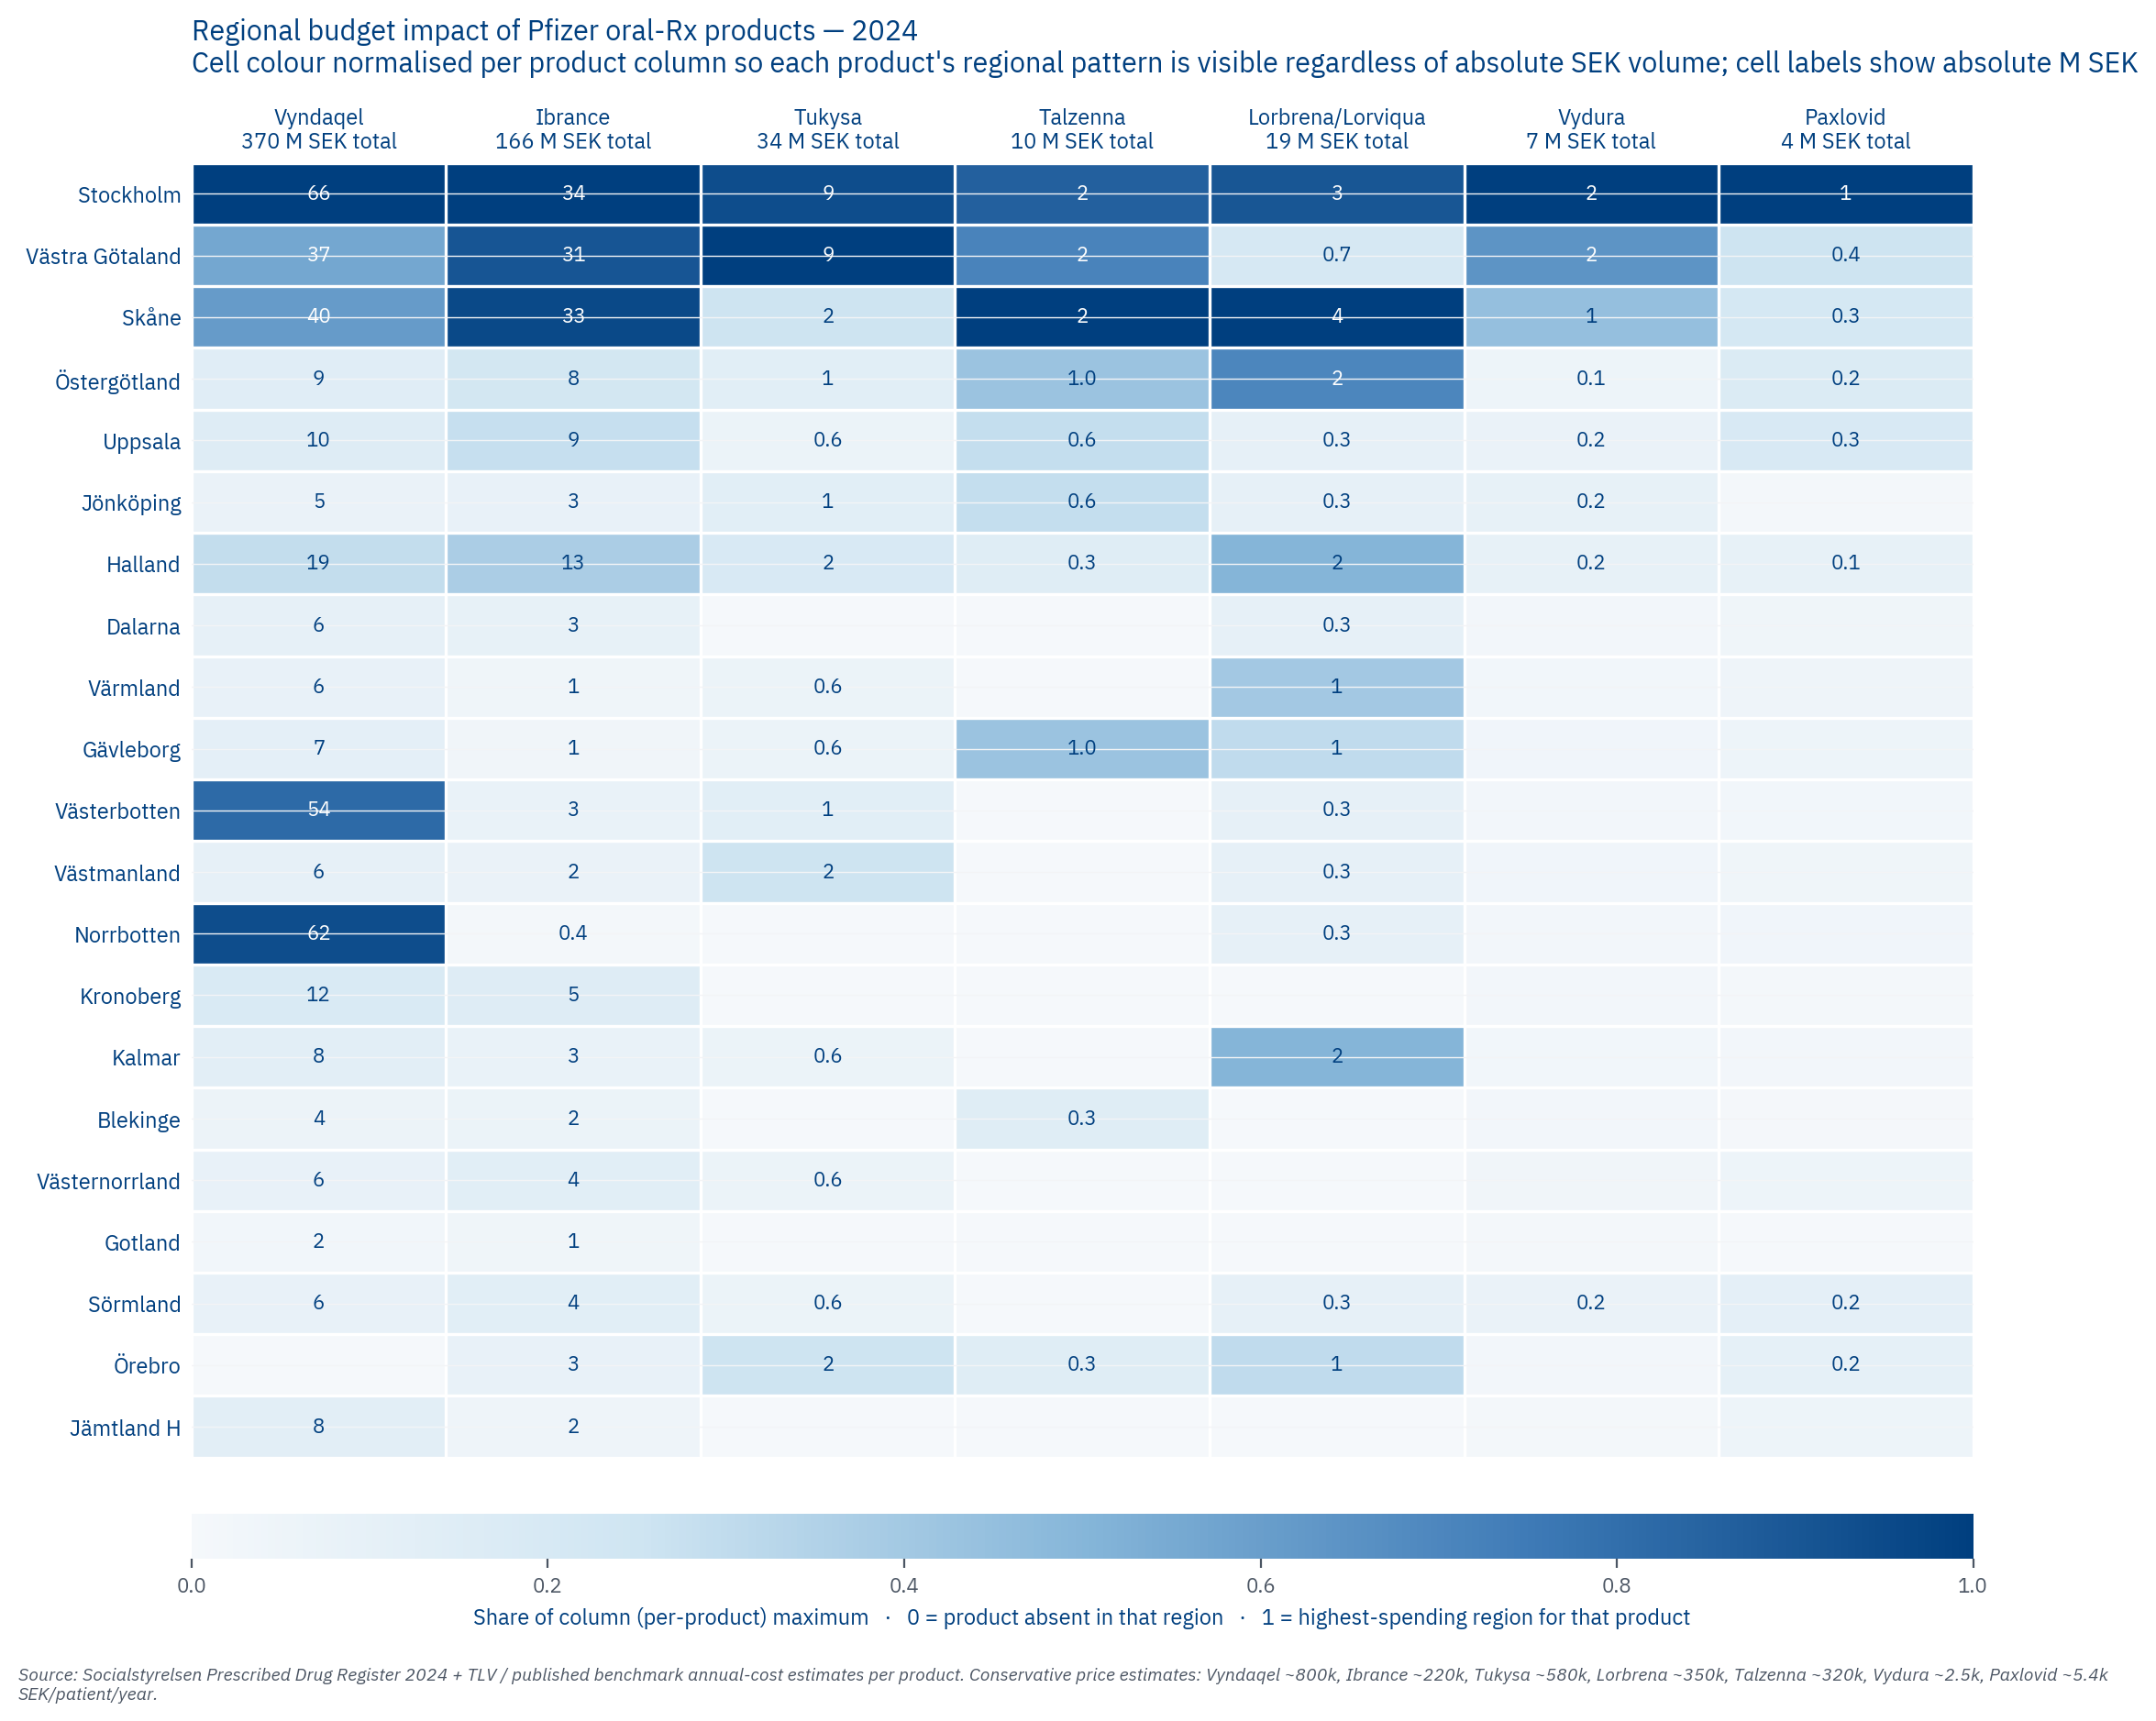 Regional budget impact of Pfizer oral-Rx products — 2024
Cell colour normalised per product column so each product's regional pattern is visible regardless of absolute SEK volume; cell labels show absolute M SEK
Vyndaqel Ibrance Tukysa Talzenna Lorbrena/Lorviqua Vydura Paxlovid
370 M SEK total 166 M SEK total 34 M SEK total 10 M SEK total 19 M SEK total 7 M SEK total 4 M SEK total
Stockholm 66 34 9 2 3 2 1
Västra Götaland 37 31 9 2 0.7 2 0.4
Skåne 40 33 2 2 4 1 0.3
Östergötland 9 8 1 1.0 2 0.1 0.2
Uppsala 10 9 0.6 0.6 0.3 0.2 0.3
Jönköping 5 3 1 0.6 0.3 0.2
Halland 19 13 2 0.3 2 0.2 0.1
Dalarna 6 3 0.3
Värmland 6 1 0.6 1
Gävleborg 7 1 0.6 1.0 1
Västerbotten 54 3 1 0.3
Västmanland 6 2 2 0.3
Norrbotten 62 0.4 0.3
Kronoberg 12 5
Kalmar 8 3 0.6 2
Blekinge 4 2 0.3
Västernorrland 6 4 0.6
Gotland 2 1
Sörmland 6 4 0.6 0.3 0.2 0.2
Örebro 3 2 0.3 1 0.2
Jämtland H 8 2
0.0 0.2 0.4 0.6 0.8 1.0
Share of column (per-product) maximum · 0 = product absent in that region · 1 = highest-spending region for that product
Source: Socialstyrelsen Prescribed Drug Register 2024 + TLV / published benchmark annual-cost estimates per product. Conservative price estimates: Vyndaqel ~800k, Ibrance ~220k, Tukysa ~580k, Lorbrena ~350k, Talzenna ~320k, Vydura ~2.5k, Paxlovid ~5.4k
SEK/patient/year.